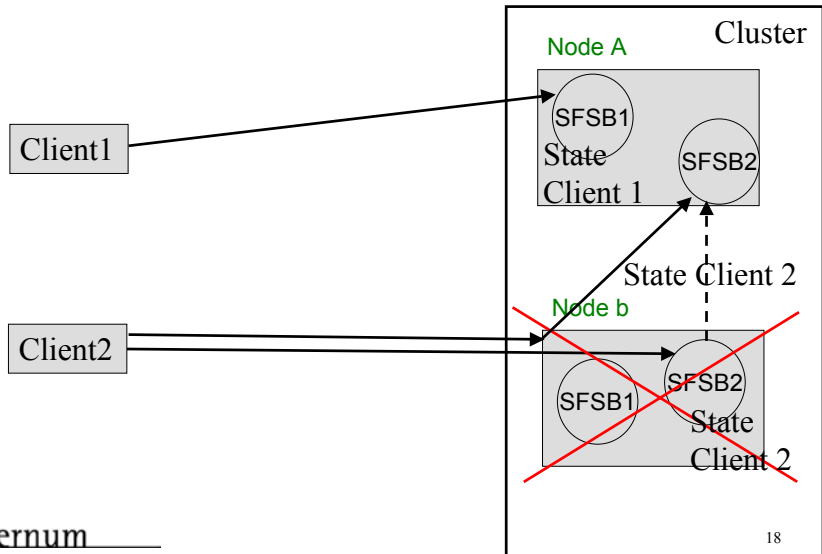 Cluster
Node A
SFSB1
State
Client 1
SFSB2
Client1
State Client 2
Node b
Client2
SFSB1
SFSB2
State
Client 2
ernum
18